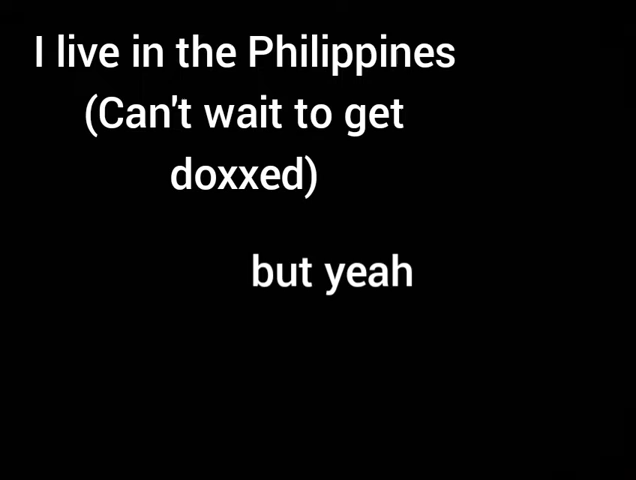 I live in the Philippines
(Can't wait to get
doxxed)
but yeah